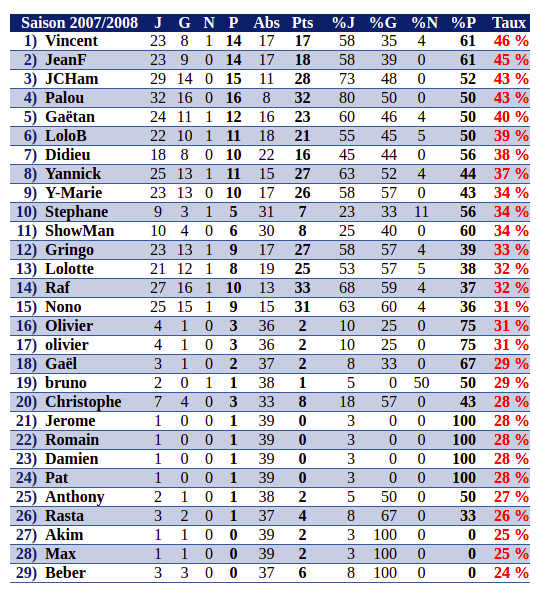 Saison 2007/2008 J G N P Abs Pts %J %G %N %P Taux
1) Vincent 23 8 1 14 17 17 58 35 4 61 46 %
2) JeanF 23 9 0 14 17 18 58 39 0 61 45 %
3) JCHam 29 14 0 15 11 28 73 48 0 52 43 %
4) Palou 32 16 0 16 8 32 80 50 0 50 43 %
5) Gaëtan 24 11 1 12 16 23 60 46 4 50 40 %
6) LoloB 22 10 1 11 18 21 55 45 5 50 39 %
7) Didieu 18 8 0 10 22 16 45 44 0 56 38 %
8) Yannick 25 13 1 11 15 27 63 52 4 44 37 %
9) Y-Marie 23 13 0 10 17 26 58 57 0 43 34 %
10) Stephane 9 3 1 5 31 7 23 33 11 56 34 %
11) ShowMan 10 4 0 6 30 8 25 40 0 60 34 %
12) Gringo 23 13 1 9 17 27 58 57 4 39 33 %
13) Lolotte 21 12 1 8 19 25 53 57 5 38 32 %
14) Raf 27 16 1 10 13 33 68 59 4 37 32 %
15) Nono 25 15 1 9 15 31 63 60 4 36 31 %
16) Olivier 4 1 0 3 36 2 10 25 0 75 31 %
17) olivier 4 1 0 3 36 2 10 25 0 75 31 %
18) Gaël 3 1 0 2 37 2 8 33 0 67 29 %
19) bruno 2 0 1 1 38 1 5 0 50 50 29 %
20) Christophe 7 4 0 3 33 8 18 57 0 43 28 %
21) Jerome 1 0 0 1 39 0 3 0 0 100 28 %
22) Romain 1 0 0 1 39 0 3 0 0 100 28 %
23) Damien 1 0 0 1 39 0 3 0 0 100 28 %
24) Pat 1 0 0 1 39 0 3 0 0 100 28 %
25) Anthony 2 1 0 1 38 2 5 50 0 50 27 %
26) Rasta 3 2 0 1 37 4 8 67 0 33 26 %
27) Akim 1 1 0 0 39 2 3 100 0 0 25 %
28) Max 1 1 0 0 39 2 3 100 0 0 25 %
29) Beber 3 3 0 0 37 6 8 100 0 0 24 %